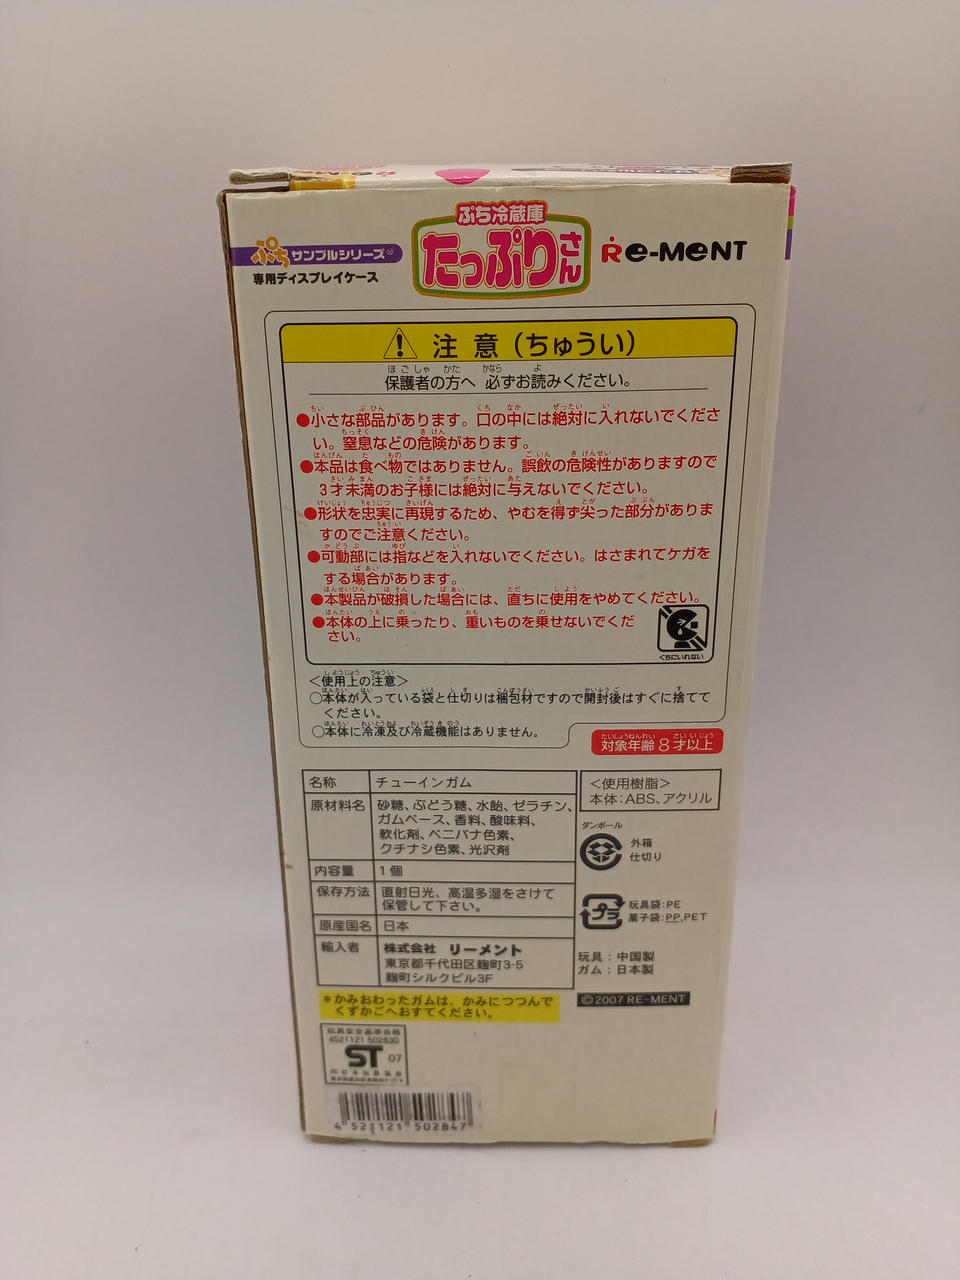 ぷち冷蔵庫
たっぷりさん
ぷち サンプルシリーズ
専用ディスプレイケース
RE-MENT
注意(ちゅうい)
保護者の方へ 必ずお読みください。
●小さな部品があります。口の中には絶対に入れないでくださ
い。窒息などの危険があります。
●本品は食べ物ではありません。誤飲の危険性がありますので
3才未満のお子様には絶対に与えないでください。
●形状を忠実に再現するため、やむを得ず尖った部分がありま
すのでご注意ください。
●可動部には指などを入れないでください。はさまれてケガを
する場合があります。
●本製品が破損した場合には、直ちに使用をやめてください。
●本体の上に乗ったり、重いものを乗せないでくだ
さい。
くちにいれない
<使用上の注意>
○本体が入っている袋と仕切りは梱包材ですので開封後はすぐに捨てて
ください。
○本体に冷凍及び冷蔵機能はありません。
対象年齢8才以上
名称 チューインガム
原材料名 砂糖、ぶどう糖、水飴、ゼラチン、
ガムベース、香料、酸味料、
軟化剤、ベニバナ色素、
クチナシ色素、光沢剤
内容量 1個
保存方法 直射日光、高温多湿をさけて
保管して下さい。
原産国名 日本
輸入者 株式会社 リーメント
東京都千代田区麹町3-5
麹町シルクビル3F
<使用樹脂>
本体:ABS、アクリル
ダンボール
外箱
仕切り
プラ
玩具袋:PE
菓子袋:PP,PET
玩具:中国製
ガム:日本製
©2007 RE-MENT
*かみおわったガムは、かみにつつんで
くずかごへおすてください。
玩具安全基準合格
4521121 502830
ST 07
4 521121 502847